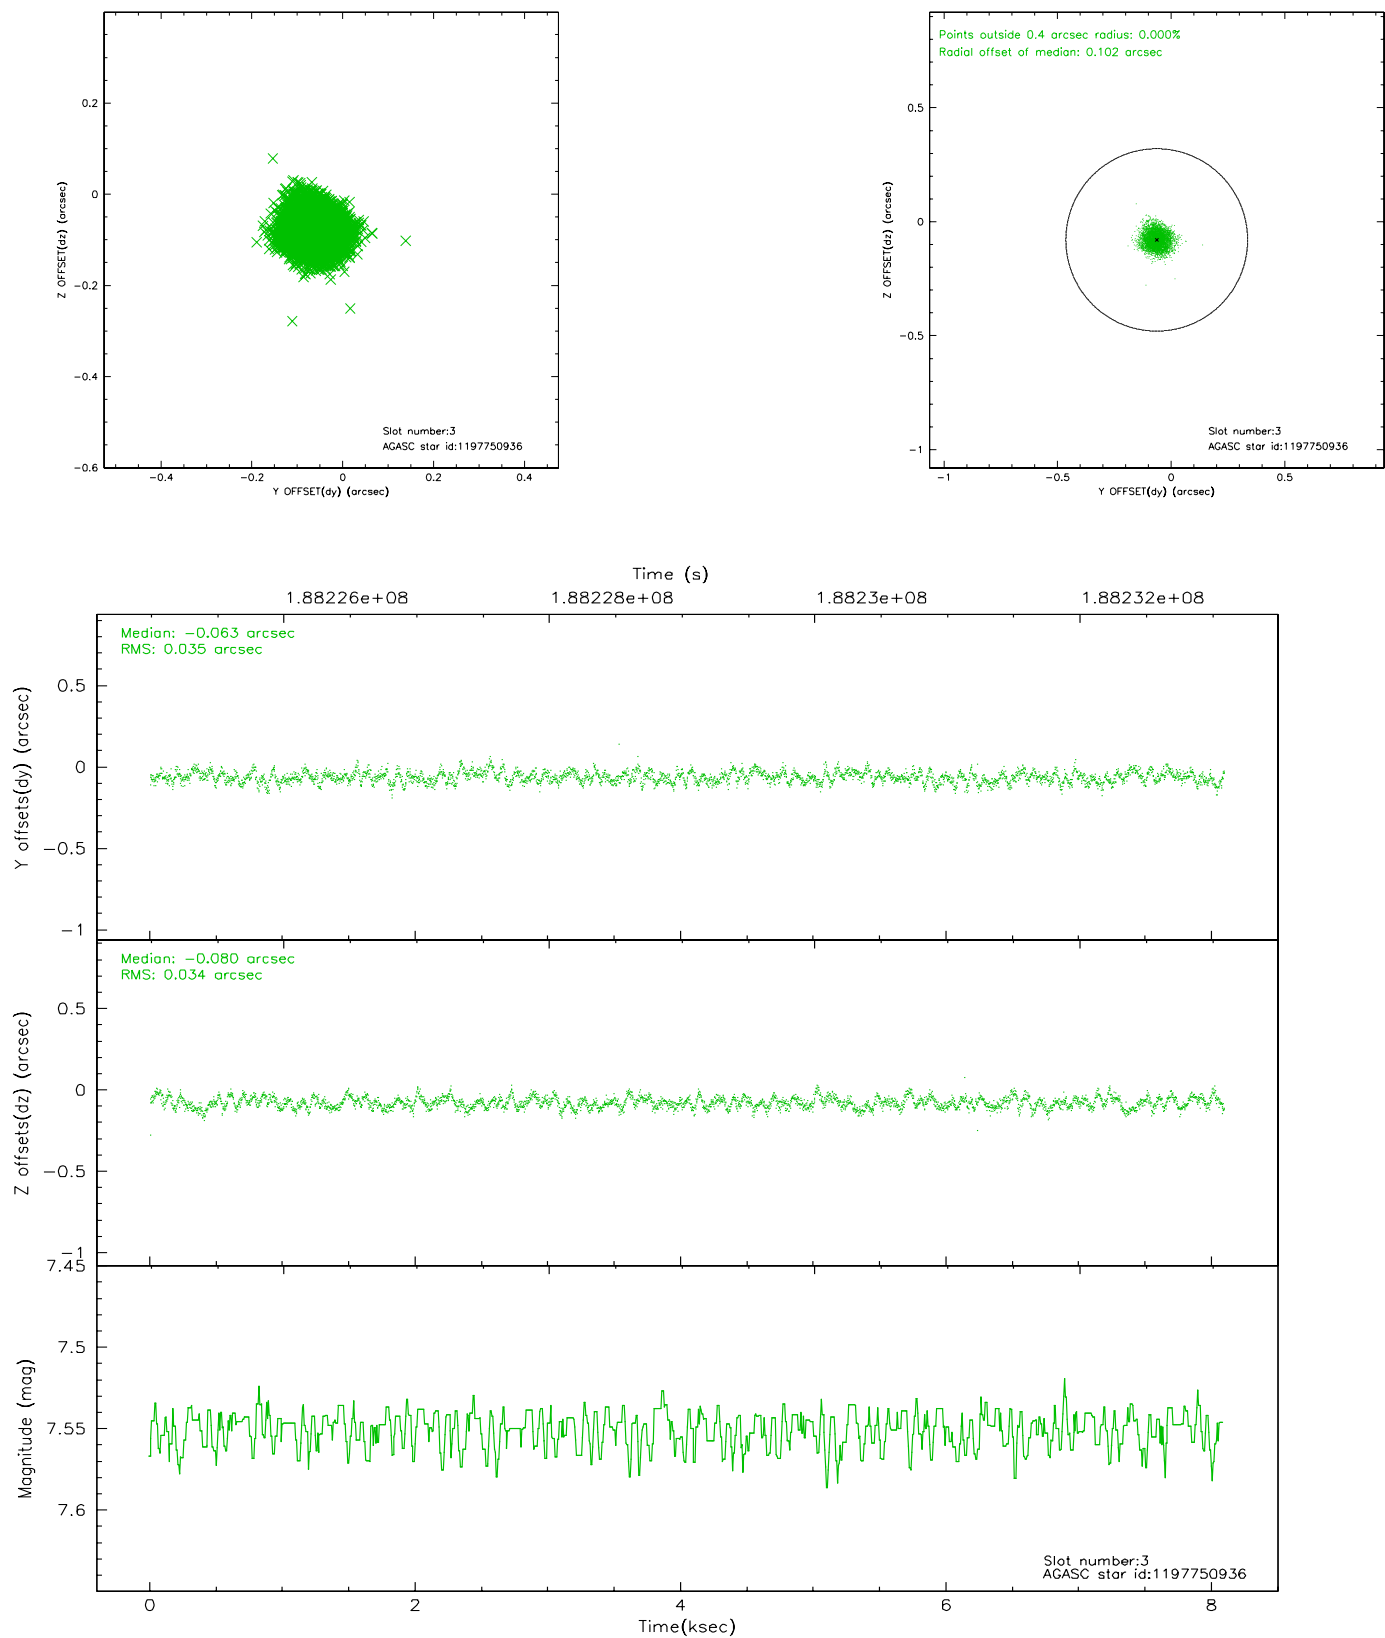 0.2
0
−0.2
−0.4
−0.6
−0.4
−0.2
0
0.2
0.4
Z OFFSET(dz) (arcsec)
Y OFFSET(dy) (arcsec)
Slot number:3
AGASC star id:1197750936
Points outside 0.4 arcsec radius: 0.000%
Radial offset of median: 0.102 arcsec
0.5
0
−0.5
−1
−1
−0.5
0
0.5
Z OFFSET(dz) (arcsec)
Y OFFSET(dy) (arcsec)
Slot number:3
AGASC star id:1197750936
Time (s)
1.88226e+08
1.88228e+08
1.8823e+08
1.88232e+08
Median: −0.063 arcsec
RMS: 0.035 arcsec
0.5
0
−0.5
−1
Y offsets(dy) (arcsec)
Median: −0.080 arcsec
RMS: 0.034 arcsec
0.5
0
−0.5
−1
Z offsets(dz) (arcsec)
7.45
7.5
7.55
7.6
Magnitude (mag)
Slot number:3
AGASC star id:1197750936
0
2
4
6
8
Time(ksec)